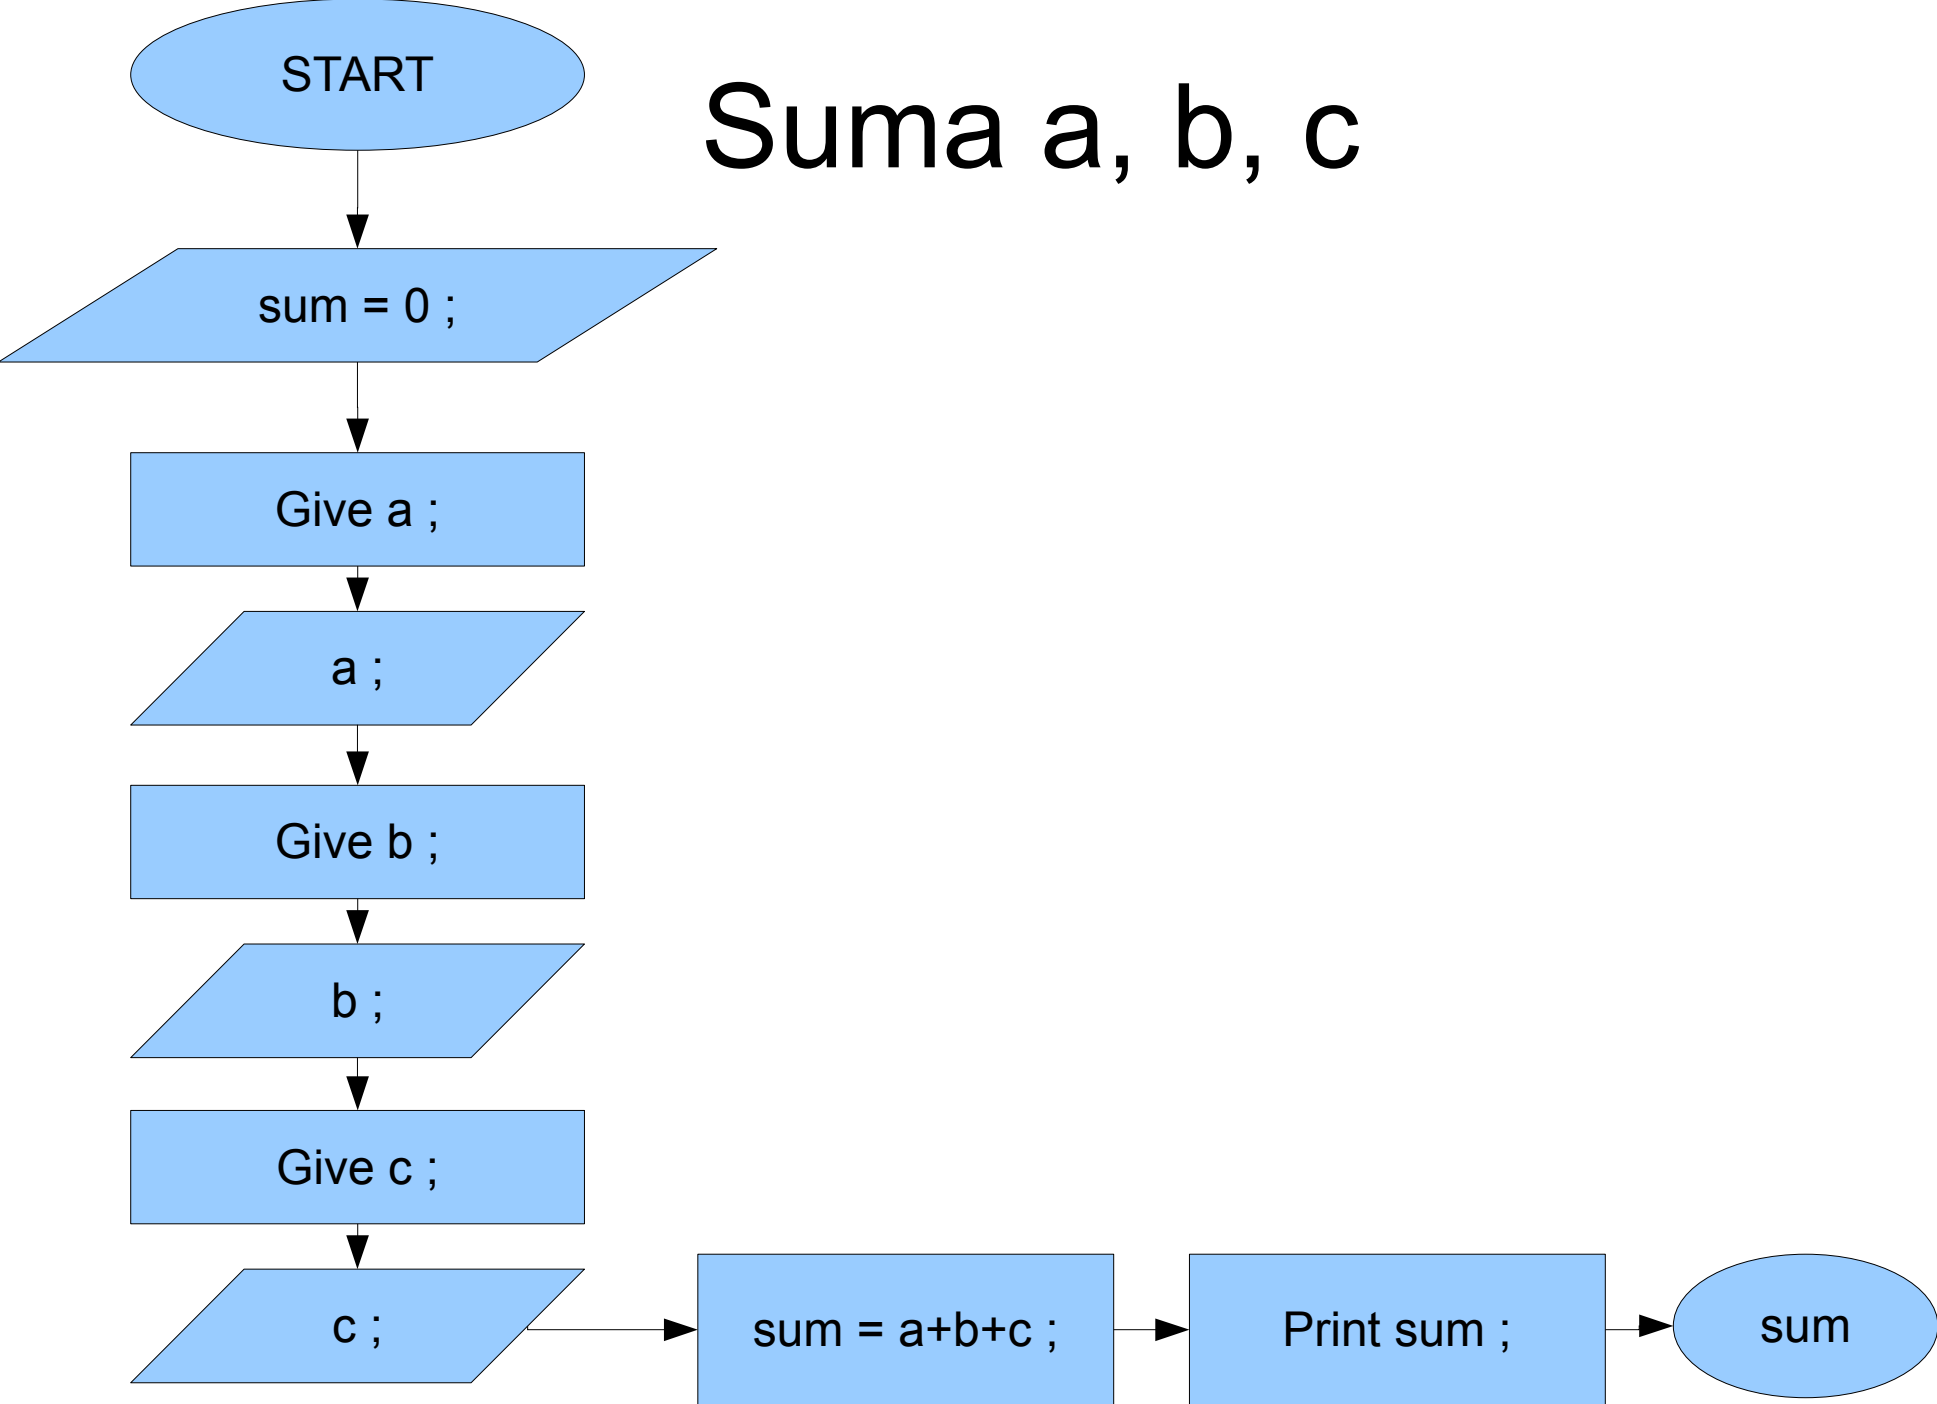 START
Suma a, b, c
sum = 0 ;
Give a ;
a ;
Give b ;
b ;
Give c ;
c ;
sum = a+b+c ;
Print sum ;
sum